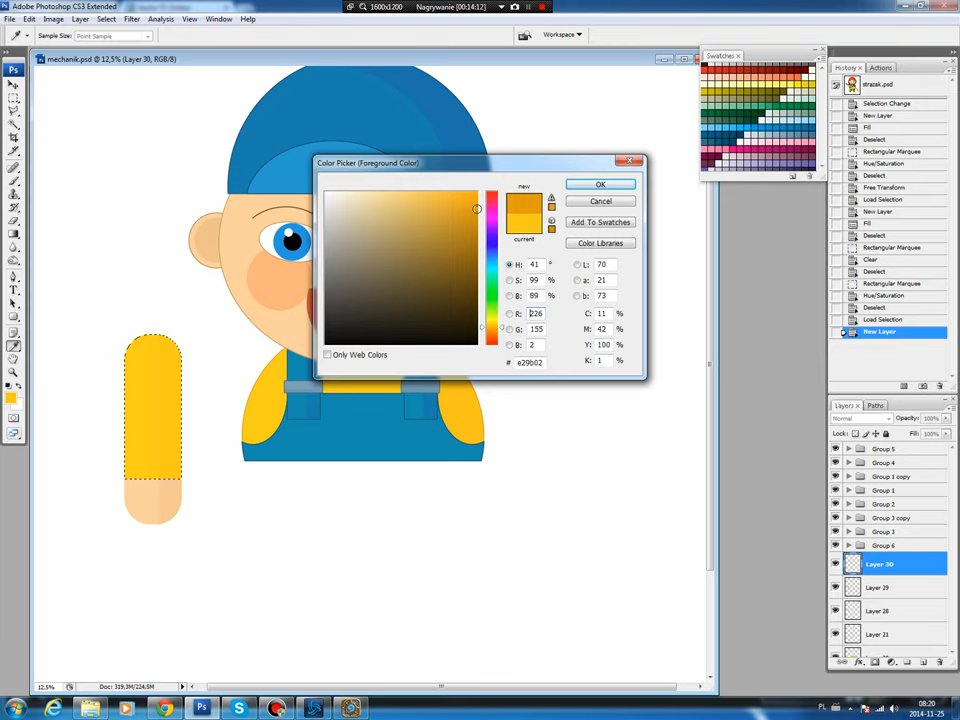 Adobe Photoshop CS3 Extended
1600x1200 Nagrywanie [00:14:12]
File Edit Image Layer Select Filter Analysis View Window Help
Sample Size: Point Sample
Workspace
mechanik.psd @ 12,5% (Layer 30, RGB/8)
Swatches
History Actions
strazak.psd
Selection Change
New Layer
Fill
Deselect
Rectangular Marquee
Hue/Saturation
Deselect
Free Transform
Load Selection
New Layer
Fill
Deselect
Rectangular Marquee
Clear
Deselect
Rectangular Marquee
Hue/Saturation
Deselect
Load Selection
New Layer
Color Picker (Foreground Color)
new
current
OK
Cancel
Add To Swatches
Color Libraries
H: 41 °
S: 99 %
B: 89 %
R: 226
G: 155
B: 2
# e29b02
L: 70
a: 21
b: 73
C: 11 %
M: 42 %
Y: 100 %
K: 1 %
Only Web Colors
Layers Paths
Normal Opacity: 100%
Lock: Fill: 100%
Group 5
Group 4
Group 1 copy
Group 1
Group 2
Group 3 copy
Group 3
Group 6
Layer 30
Layer 29
Layer 28
Layer 21
12,5% Doc: 319,3M/224,5M
PL 08:20
2014-11-25